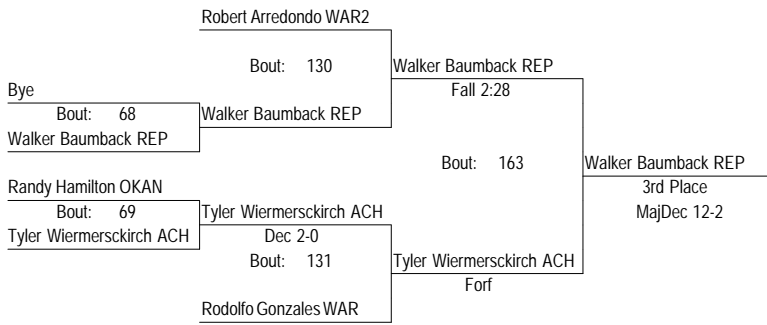 Robert Arredondo WAR2
Bout: 130
Walker Baumback REP
Fall 2:28
Bye
Bout: 68
Walker Baumback REP
Walker Baumback REP
Bout: 163
Walker Baumback REP
3rd Place
MajDec 12-2
Randy Hamilton OKAN
Bout: 69
Tyler Wiermersckirch ACH
Tyler Wiermersckirch ACH
Dec 2-0
Bout: 131
Tyler Wiermersckirch ACH
Forf
Rodolfo Gonzales WAR